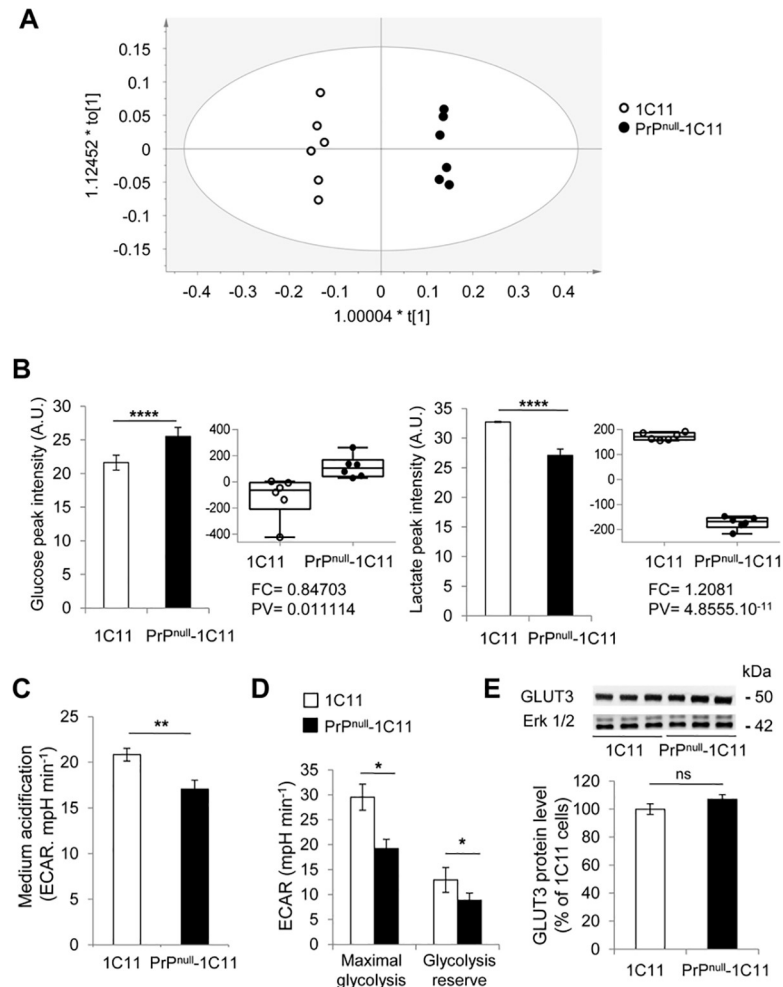 A
1.12452 * to[1]
0.15
0.1
0.05
0
-0.05
-0.1
-0.15
-0.4 -0.3 -0.2 -0.1 0 0.1 0.2 0.3 0.4
1.00004 * t[1]
1C11
PrPnull-1C11
B
Glucose peak intensity (A.U.)
30
25
20
15
10
5
0
****
1C11 PrPnull-1C11
400
200
0
-200
-400
1C11 PrPnull-1C11
FC= 0.84703
PV= 0.011114
Lactate peak intensity (A.U.)
35
30
25
20
15
10
5
0
****
1C11 PrPnull-1C11
200
100
0
-100
-200
1C11 PrPnull-1C11
FC= 1.2081
PV= 4.8555.10-11
C
Medium acidification
(ECAR. mpH min-1)
25
20
15
10
5
0
**
1C11 PrPnull-1C11
D
1C11
PrPnull-1C11
ECAR (mpH min-1)
35
30
25
20
15
10
5
0
*
*
Maximal glycolysis
Glycolysis reserve
E
kDa
GLUT3 - 50
Erk 1/2 - 42
1C11 PrPnull-1C11
GLUT3 protein level
(% of 1C11 cells)
120
100
80
60
40
20
0
ns
1C11 PrPnull-1C11